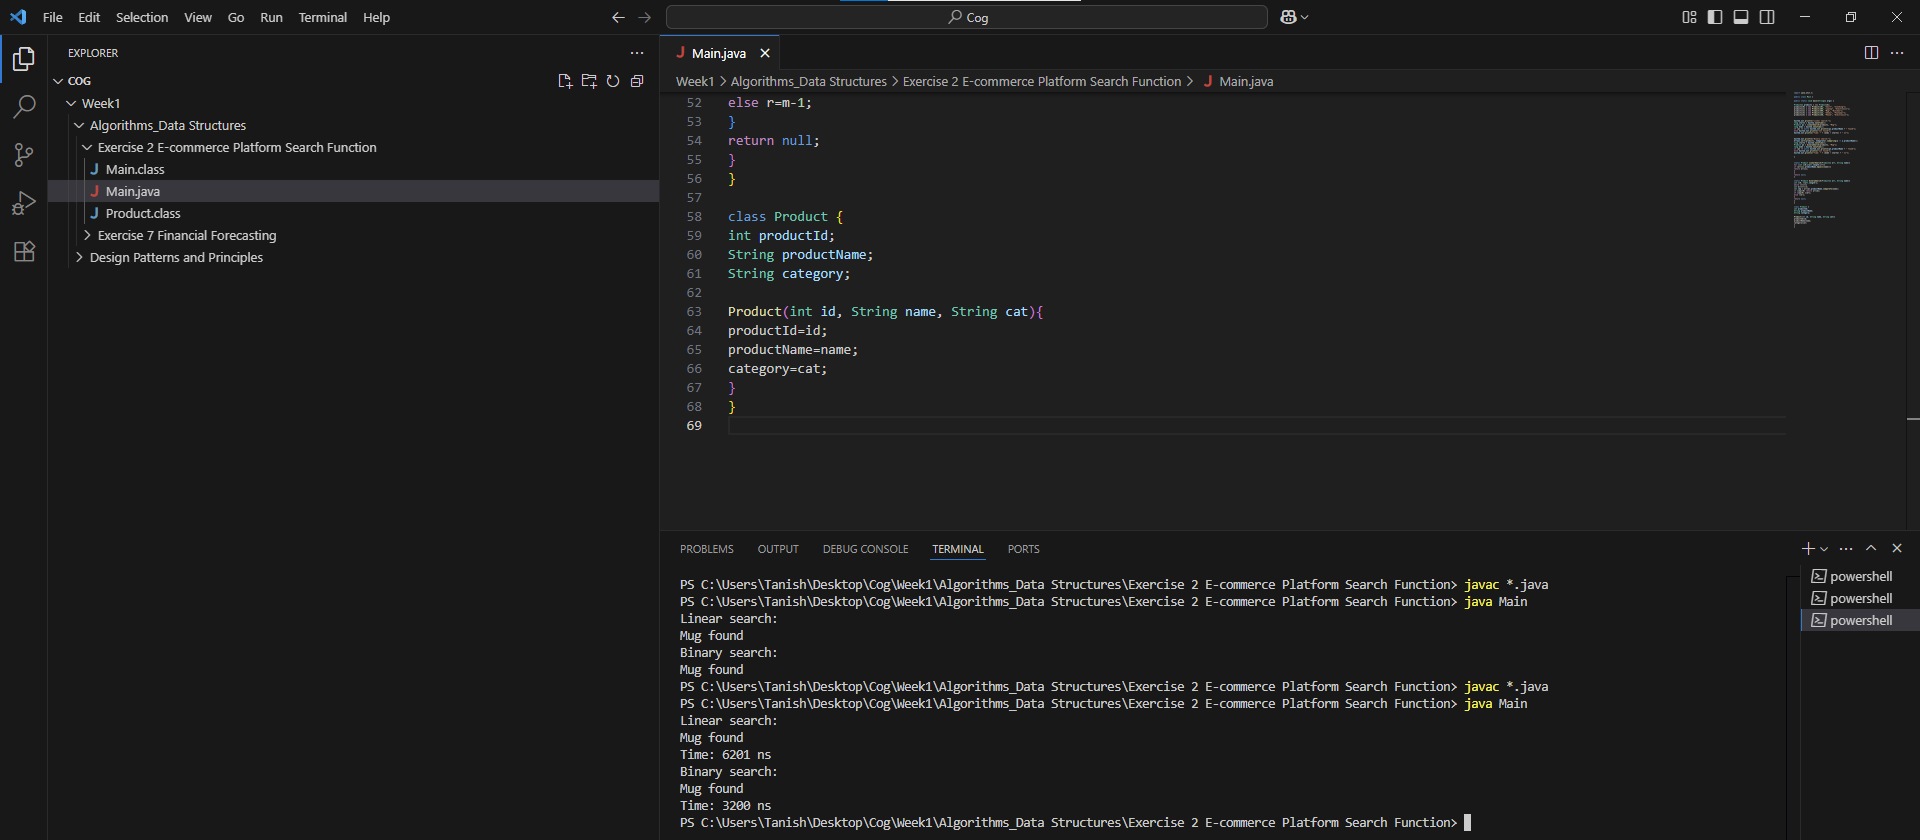 File Edit Selection View Go Run Terminal Help
Cog
EXPLORER
COG
Week1
Algorithms_Data Structures
Exercise 2 E-commerce Platform Search Function
Main.class
Main.java
Product.class
Exercise 7 Financial Forecasting
Design Patterns and Principles
Main.java
Week1 > Algorithms_Data Structures > Exercise 2 E-commerce Platform Search Function > Main.java
52 else r=m-1;
53 }
54 return null;
55 }
56 }
57
58 class Product {
59 int productId;
60 String productName;
61 String category;
62
63 Product(int id, String name, String cat){
64 productId=id;
65 productName=name;
66 category=cat;
67 }
68 }
69
PROBLEMS OUTPUT DEBUG CONSOLE TERMINAL PORTS
PS C:\Users\Tanish\Desktop\Cog\Week1\Algorithms_Data Structures\Exercise 2 E-commerce Platform Search Function> javac *.java
PS C:\Users\Tanish\Desktop\Cog\Week1\Algorithms_Data Structures\Exercise 2 E-commerce Platform Search Function> java Main
Linear search:
Mug found
Binary search:
Mug found
PS C:\Users\Tanish\Desktop\Cog\Week1\Algorithms_Data Structures\Exercise 2 E-commerce Platform Search Function> javac *.java
PS C:\Users\Tanish\Desktop\Cog\Week1\Algorithms_Data Structures\Exercise 2 E-commerce Platform Search Function> java Main
Linear search:
Mug found
Time: 6201 ns
Binary search:
Mug found
Time: 3200 ns
PS C:\Users\Tanish\Desktop\Cog\Week1\Algorithms_Data Structures\Exercise 2 E-commerce Platform Search Function>
powershell
powershell
powershell